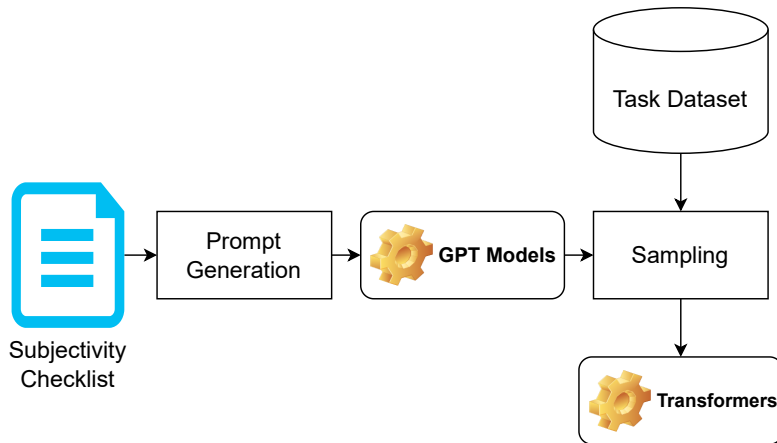 Task Dataset
Prompt
Generation
GPT Models
Sampling
Subjectivity
Checklist
Transformers